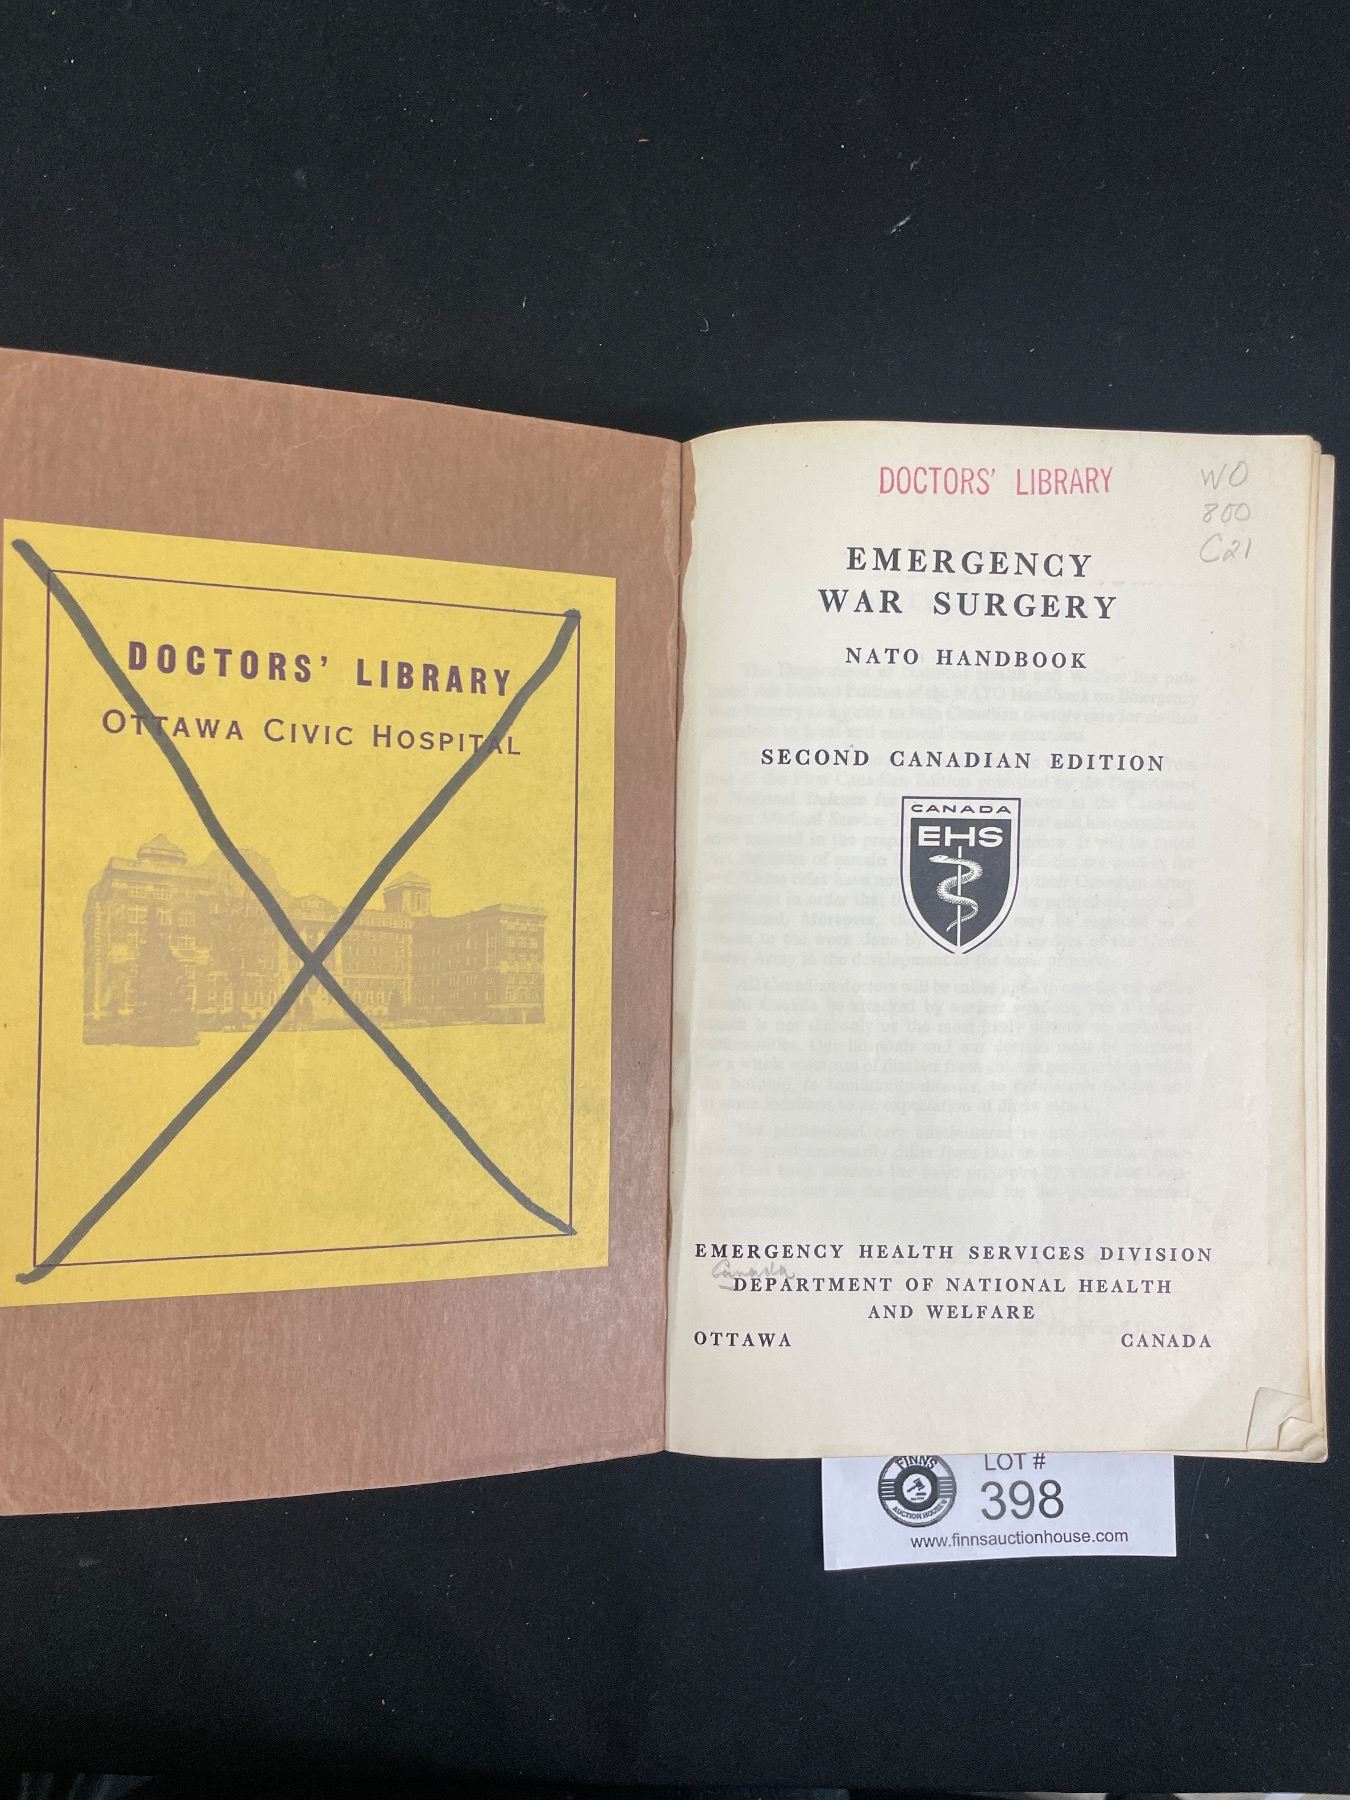 DOCTORS' LIBRARY
OTTAWA CIVIC HOSPITAL
DOCTORS' LIBRARY
WO
800
C21
EMERGENCY
WAR SURGERY
NATO HANDBOOK
SECOND CANADIAN EDITION
CANADA
EHS
EMERGENCY HEALTH SERVICES DIVISION
Canada
DEPARTMENT OF NATIONAL HEALTH
AND WELFARE
OTTAWA CANADA
FINNS
AUCTION HOUSE
LOT #
398
www.finnsauctionhouse.com